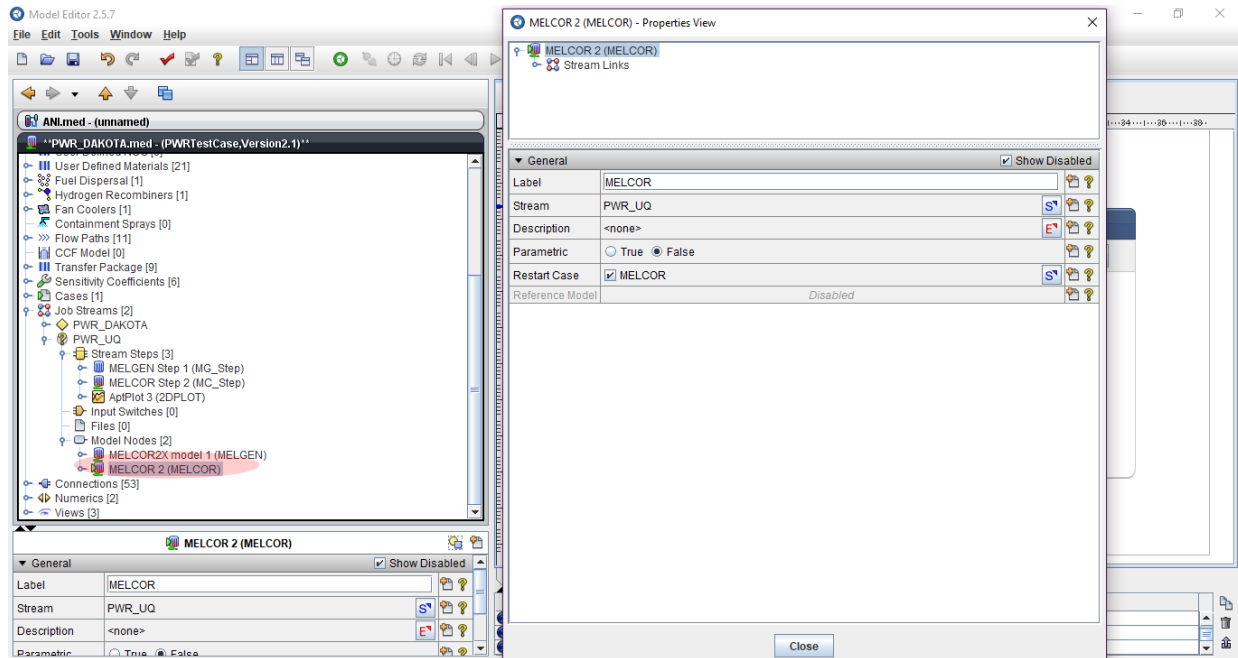 Model Editor 2.5.7
File Edit Tools Window Help
ANI.med - (unnamed)
**PWR_DAKOTA.med - (PWRTestCase,Version2.1)**
User Defined Materials [21]
Fuel Dispersal [1]
Hydrogen Recombiners [1]
Fan Coolers [1]
Containment Sprays [0]
Flow Paths [11]
CCF Model [0]
Transfer Package [9]
Sensitivity Coefficients [6]
Cases [1]
Job Streams [2]
PWR_DAKOTA
PWR_UQ
Stream Steps [3]
MELGEN Step 1 (MG_Step)
MELCOR Step 2 (MC_Step)
AptPlot 3 (2DPLOT)
Input Switches [0]
Files [0]
Model Nodes [2]
MELCOR2X model 1 (MELGEN)
MELCOR 2 (MELCOR)
Connections [53]
Numerics [2]
Views [3]
MELCOR 2 (MELCOR)
General Show Disabled
Label MELCOR
Stream PWR_UQ S
Description <none> E
Parametric True False
MELCOR 2 (MELCOR) - Properties View
MELCOR 2 (MELCOR)
Stream Links
General Show Disabled
Label MELCOR
Stream PWR_UQ S
Description <none> E
Parametric True False
Restart Case MELCOR S
Reference Model Disabled
Close